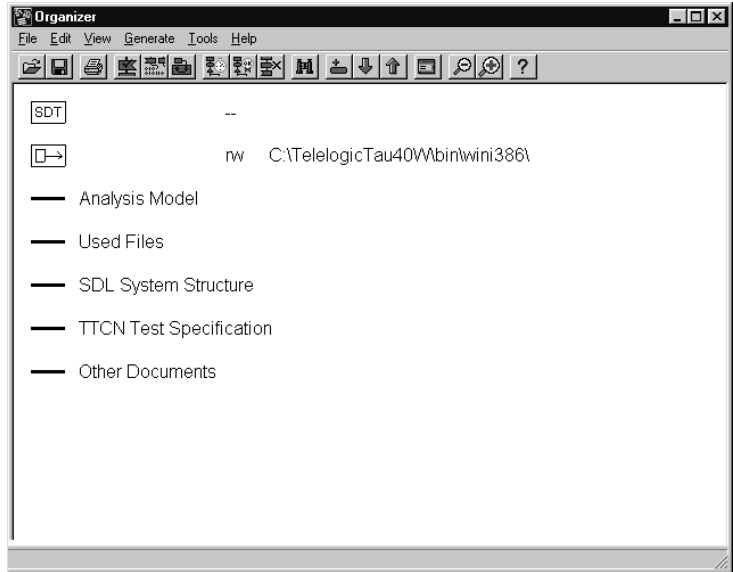 Organizer
File Edit View Generate Tools Help
SDT --
rw C:\TelelogicTau40W\bin\wini386\
Analysis Model
Used Files
SDL System Structure
TTCN Test Specification
Other Documents